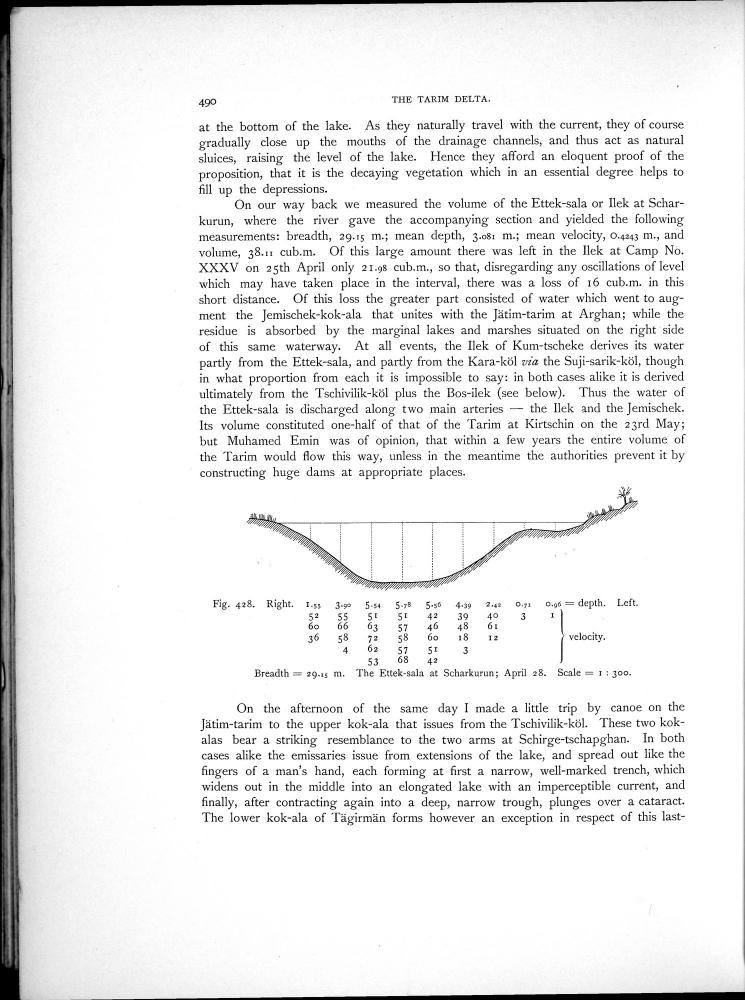 490
THE TARIM DELTA.
at the bottom of the lake. As they naturally travel with the current, they of course
gradually close up the mouths of the drainage channels, and thus act as natural
sluices, raising the level of the lake. Hence they afford an eloquent proof of the
proposition, that it is the decaying vegetation which in an essential degree helps to
fill up the depressions.
On our way back we measured the volume of the Ettek-sala or Ilek at Schar-
kurun, where the river gave the accompanying section and yielded the following
measurements: breadth, 29.15 m.; mean depth, 3.081 m.; mean velocity, 0.4243 m., and
volume, 38.11 cub.m. Of this large amount there was left in the Ilek at Camp No.
XXXV on 25th April only 21.98 cub.m., so that, disregarding any oscillations of level
which may have taken place in the interval, there was a loss of 16 cub.m. in this
short distance. Of this loss the greater part consisted of water which went to aug-
ment the Jemischek-kok-ala that unites with the Jätim-tarim at Arghan; while the
residue is absorbed by the marginal lakes and marshes situated on the right side
of this same waterway. At all events, the Ilek of Kum-tscheke derives its water
partly from the Ettek-sala, and partly from the Kara-köl via the Suji-sarik-köl, though
in what proportion from each it is impossible to say: in both cases alike it is derived
ultimately from the Tschivilik-köl plus the Bos-ilek (see below). Thus the water of
the Ettek-sala is discharged along two main arteries — the Ilek and the Jemischek.
Its volume constituted one-half of that of the Tarim at Kirtschin on the 23rd May;
but Muhamed Emin was of opinion, that within a few years the entire volume of
the Tarim would flow this way, unless in the meantime the authorities prevent it by
constructing huge dams at appropriate places.
Fig. 428. Right. 1.55 3.90 5.54 5.78 5.56 4.39 2.42 0.71 0.96 = depth. Left.
52 55 51 51 42 39 40 3 1
60 66 63 57 46 48 61
36 58 72 58 60 18 12 velocity.
4 62 57 51 3
53 68 42
Breadth = 29.15 m. The Ettek-sala at Scharkurun; April 28. Scale = 1 : 300.
On the afternoon of the same day I made a little trip by canoe on the
Jätim-tarim to the upper kok-ala that issues from the Tschivilik-köl. These two kok-
alas bear a striking resemblance to the two arms at Schirge-tschapghan. In both
cases alike the emissaries issue from extensions of the lake, and spread out like the
fingers of a man's hand, each forming at first a narrow, well-marked trench, which
widens out in the middle into an elongated lake with an imperceptible current, and
finally, after contracting again into a deep, narrow trough, plunges over a cataract.
The lower kok-ala of Tägirmän forms however an exception in respect of this last-